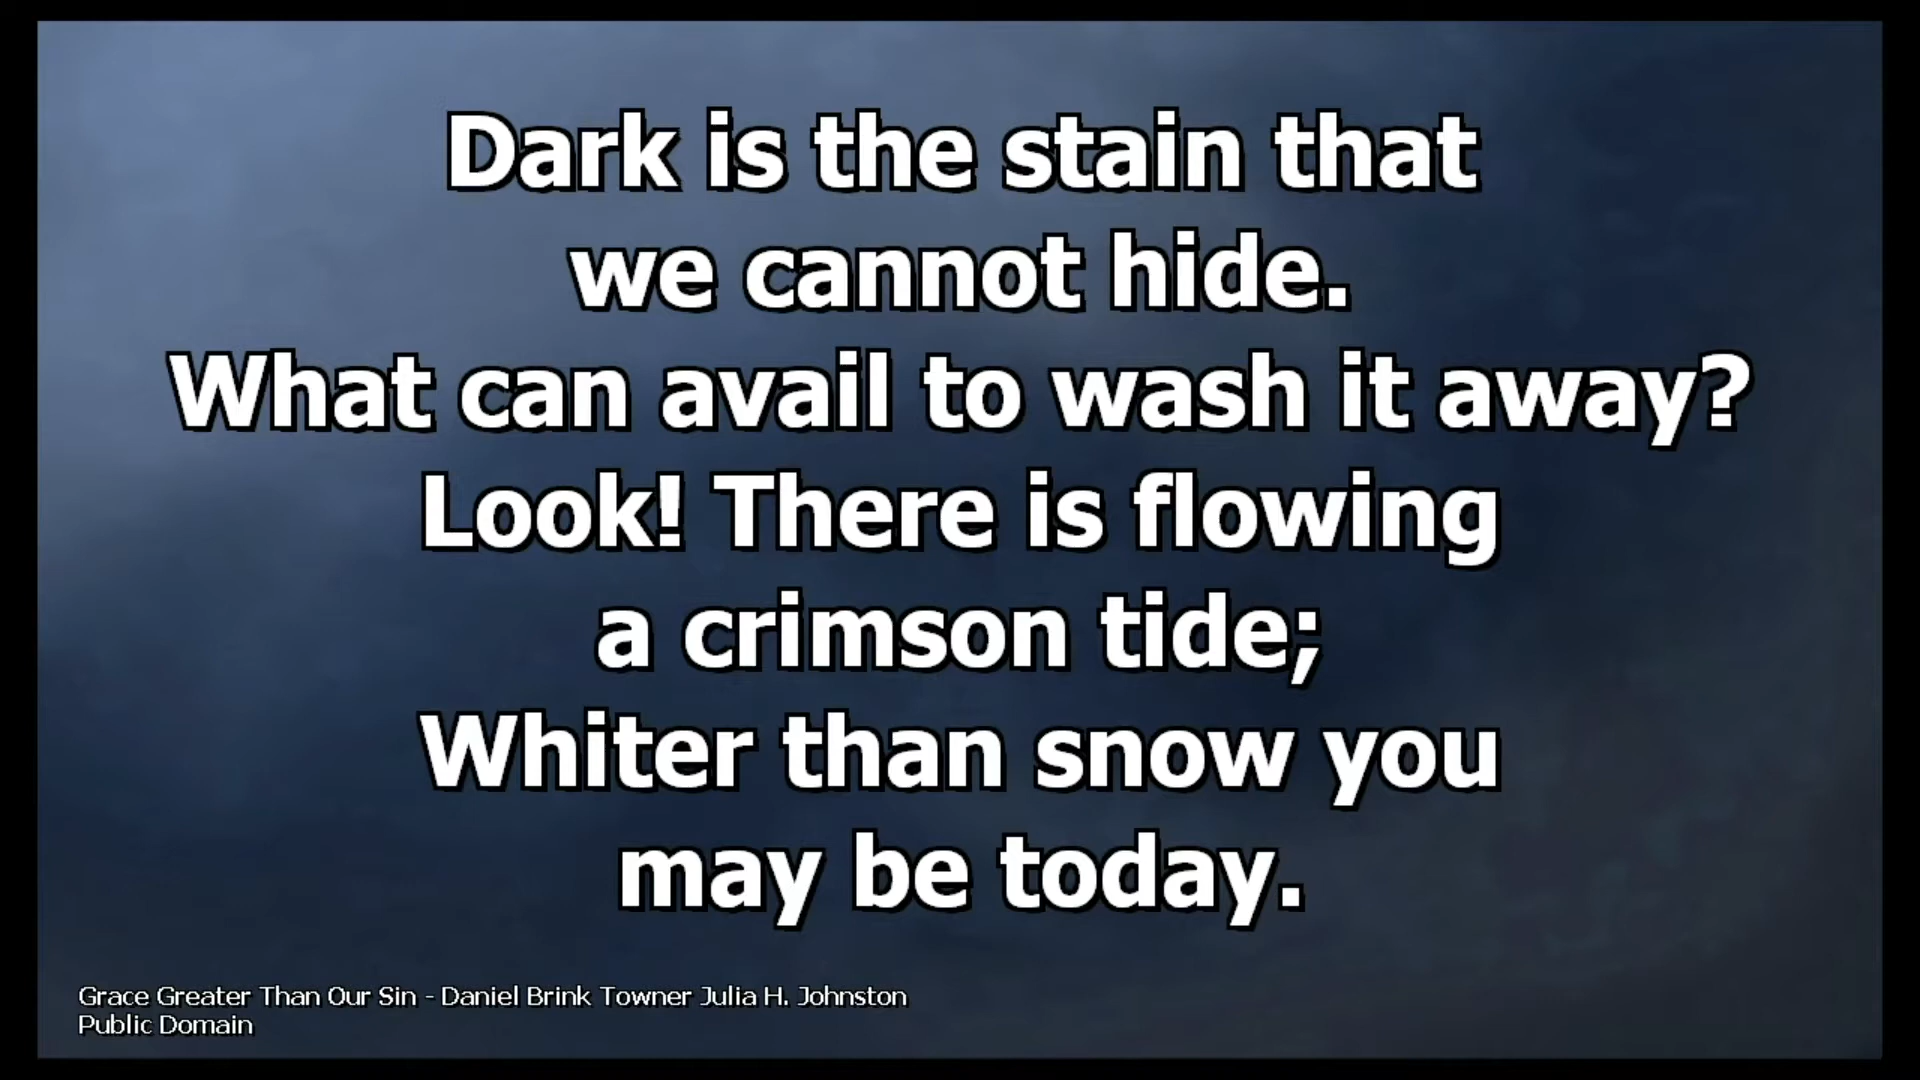 Dark is the stain that
we cannot hide.
What can avail to wash it away?
Look! There is flowing
a crimson tide;
Whiter than snow you
may be today.
Grace Greater Than Our Sin - Daniel Brink Towner Julia H. Johnston
Public Domain